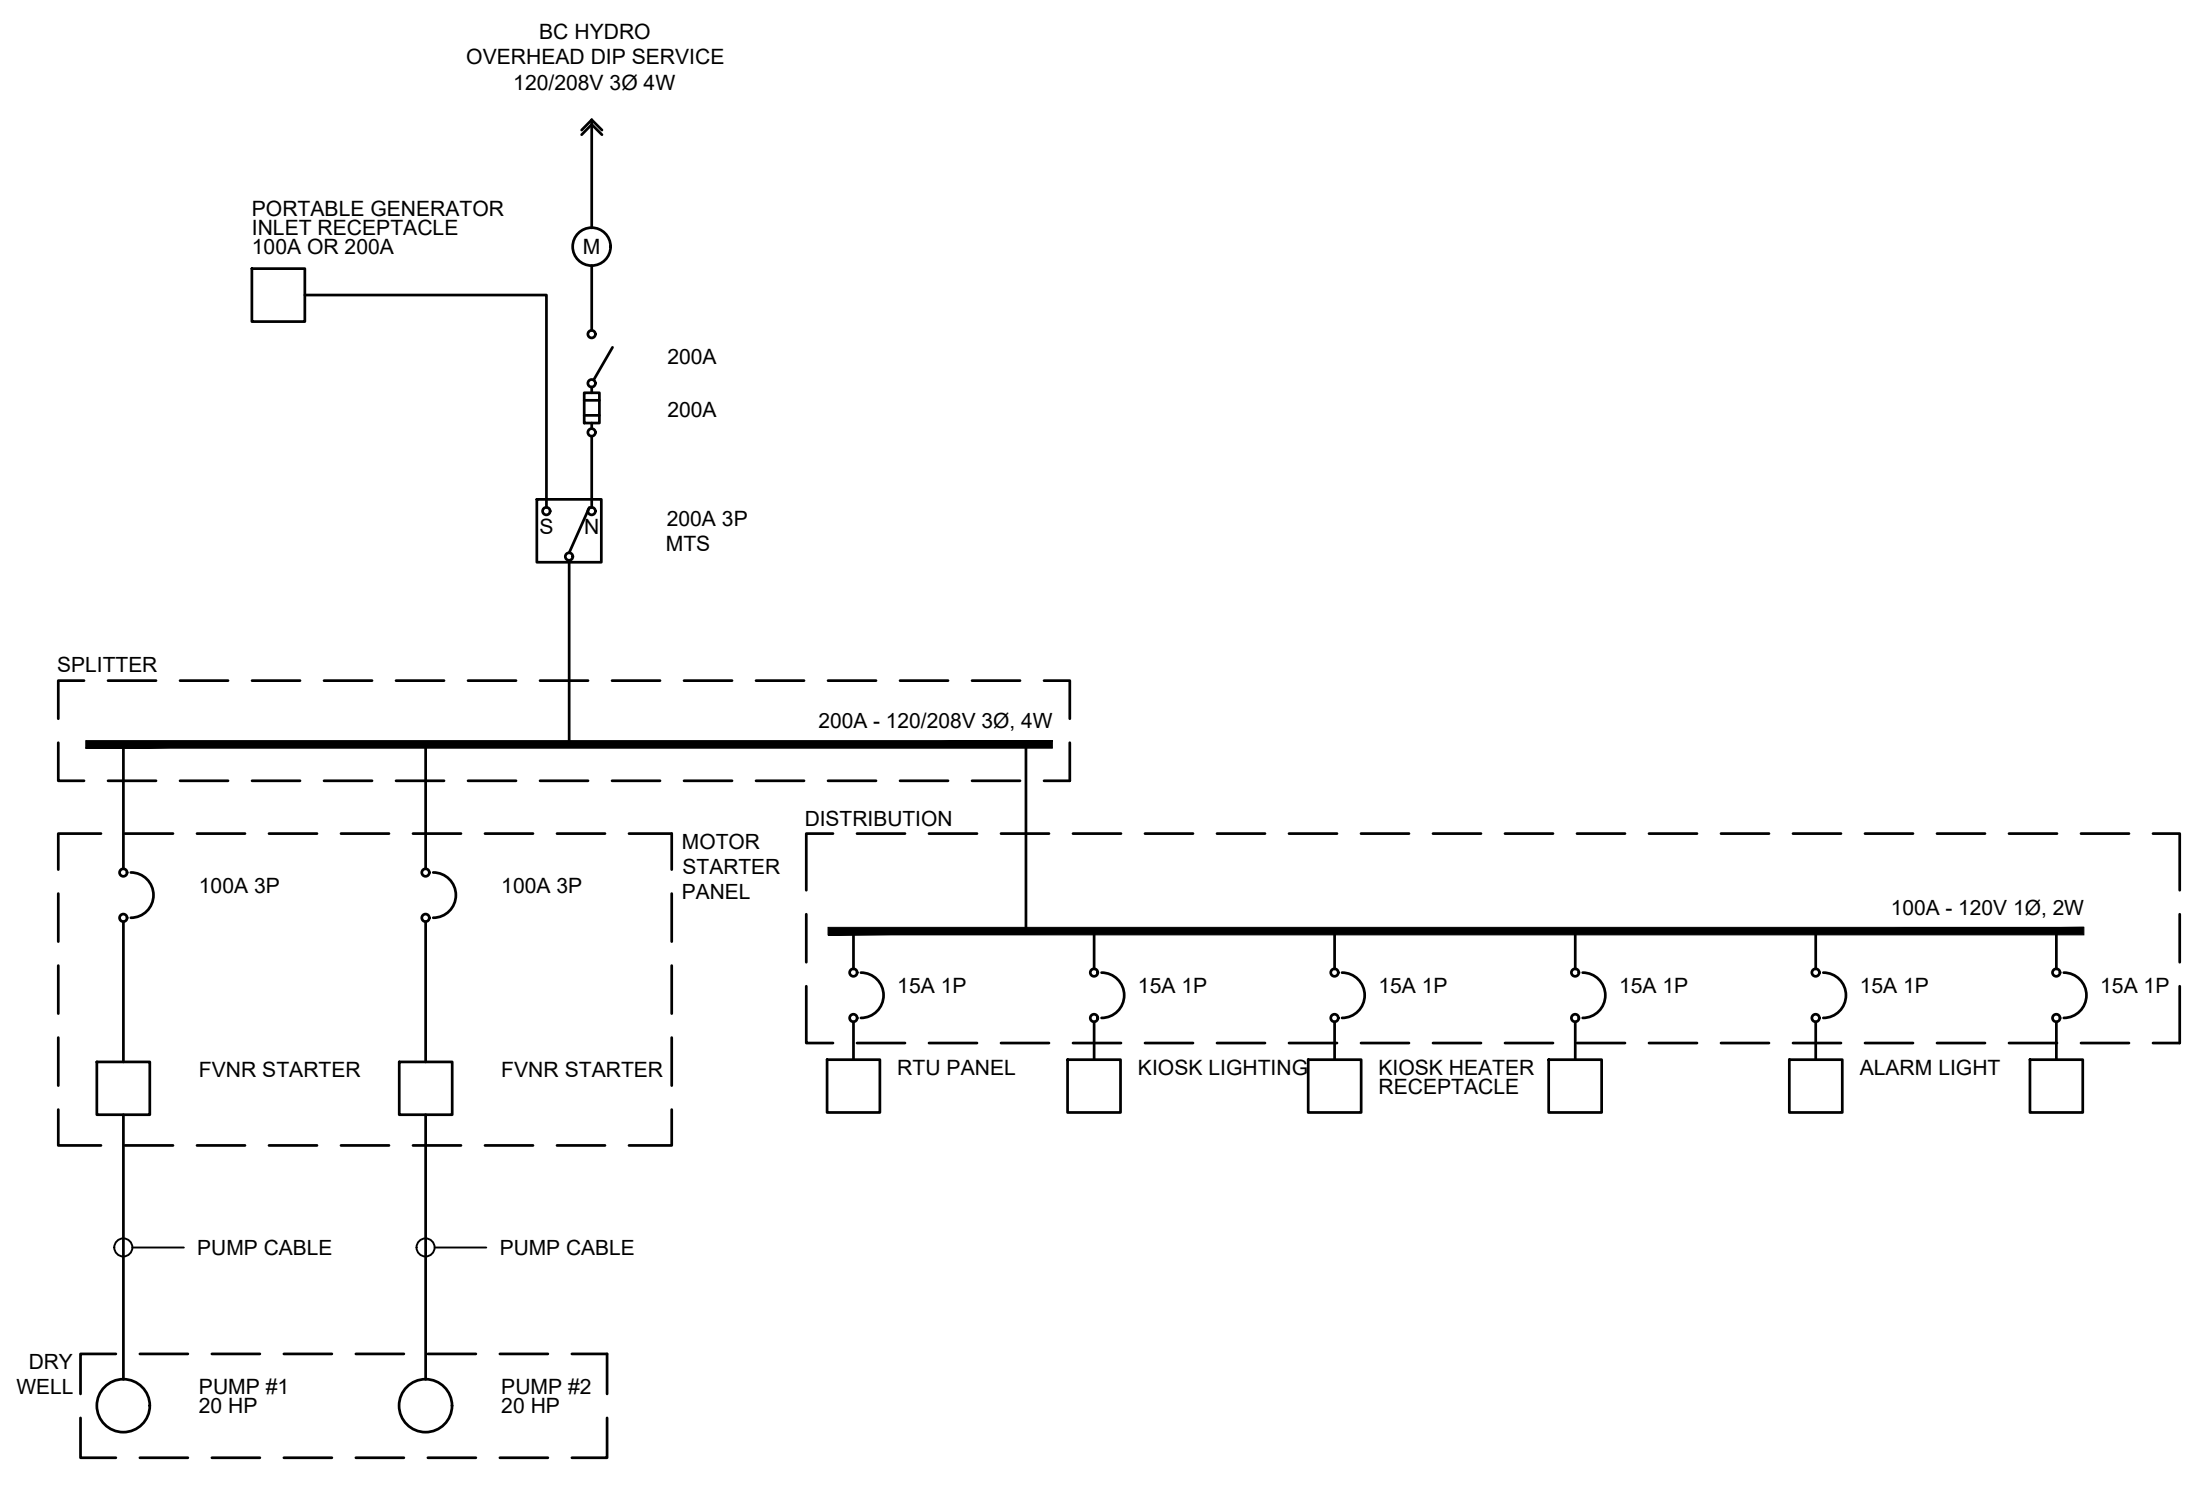 BC HYDRO
OVERHEAD DIP SERVICE
120/208V 3Ø 4W
PORTABLE GENERATOR
INLET RECEPTACLE
100A OR 200A
M
200A
200A
S N
200A 3P
MTS
SPLITTER
200A - 120/208V 3Ø, 4W
MOTOR
STARTER
PANEL
100A 3P
100A 3P
FVNR STARTER
FVNR STARTER
DISTRIBUTION
100A - 120V 1Ø, 2W
15A 1P
15A 1P
15A 1P
15A 1P
15A 1P
15A 1P
RTU PANEL
KIOSK LIGHTING
KIOSK HEATER
RECEPTACLE
ALARM LIGHT
PUMP CABLE
PUMP CABLE
DRY
WELL
PUMP #1
20 HP
PUMP #2
20 HP